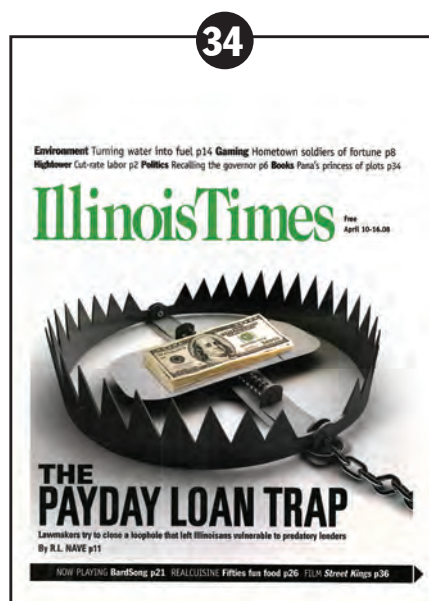 34
Environment Turning water into fuel p14 Gaming Hometown soldiers of fortune p8
Hightower Cut-rate labor p2 Politics Recalling the governor p6 Books Pana's princess of plots p34
IllinoisTimes
Free
April 10-16.08
THE
PAYDAY LOAN TRAP
Lawmakers try to close a loophole that left Illinoisans vulnerable to predatory lenders
By R.L. NAVE p11
NOW PLAYING BardSong p21 REALCUISINE Fifties fun food p26 FILM Street Kings p36